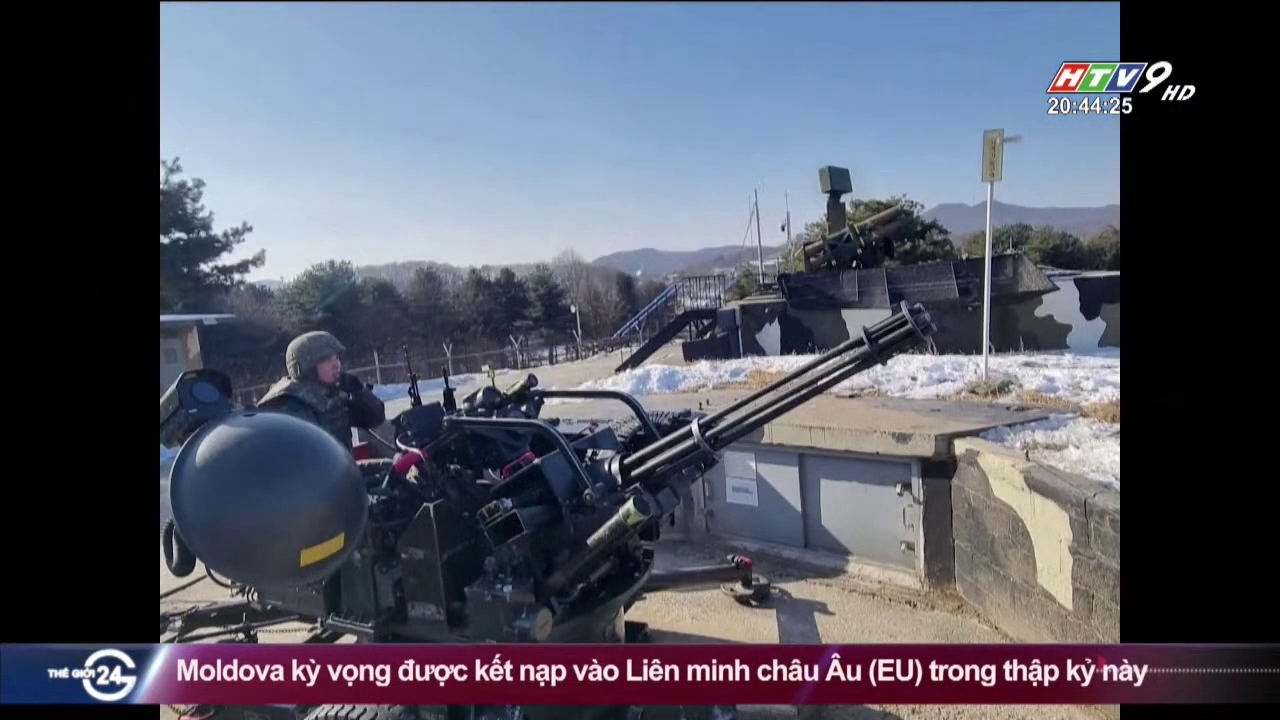 HTV9 HD
20:44:25
THẾ GIỚI 24G
Moldova kỳ vọng được kết nạp vào Liên minh châu Âu (EU) trong thập kỷ này